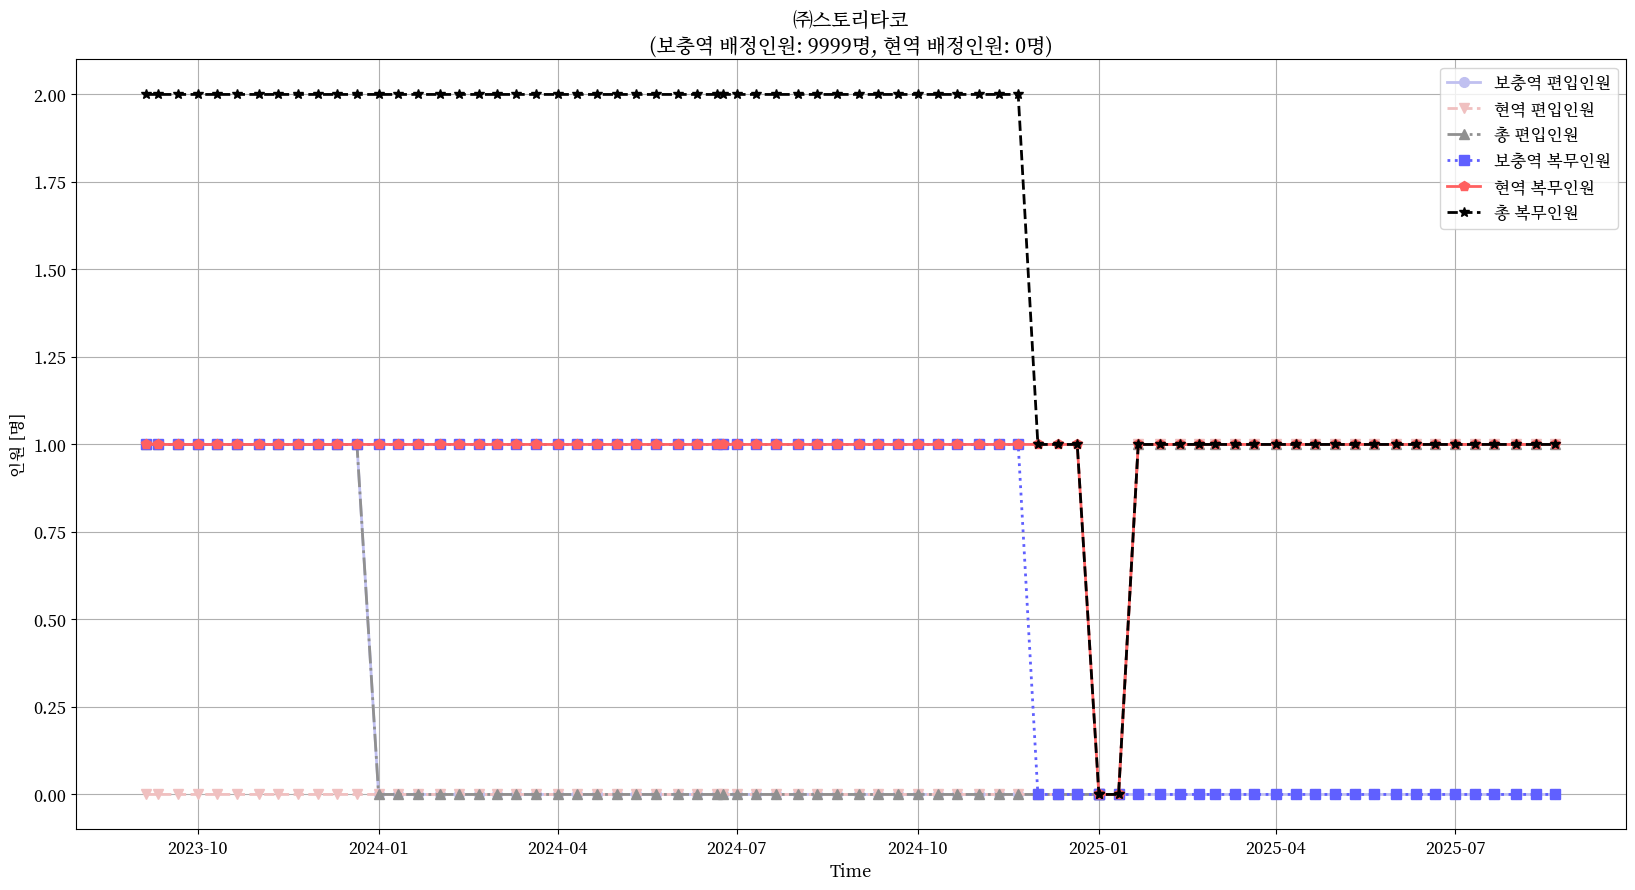 ㈜스토리타코
(보충역 배정인원: 9999명, 현역 배정인원: 0명)
보충역 편입인원
현역 편입인원
총 편입인원
보충역 복무인원
현역 복무인원
총 복무인원
2.00
1.75
1.50
1.25
1.00
0.75
0.50
0.25
0.00
인원 [명]
2023-10
2024-01
2024-04
2024-07
2024-10
2025-01
2025-04
2025-07
Time